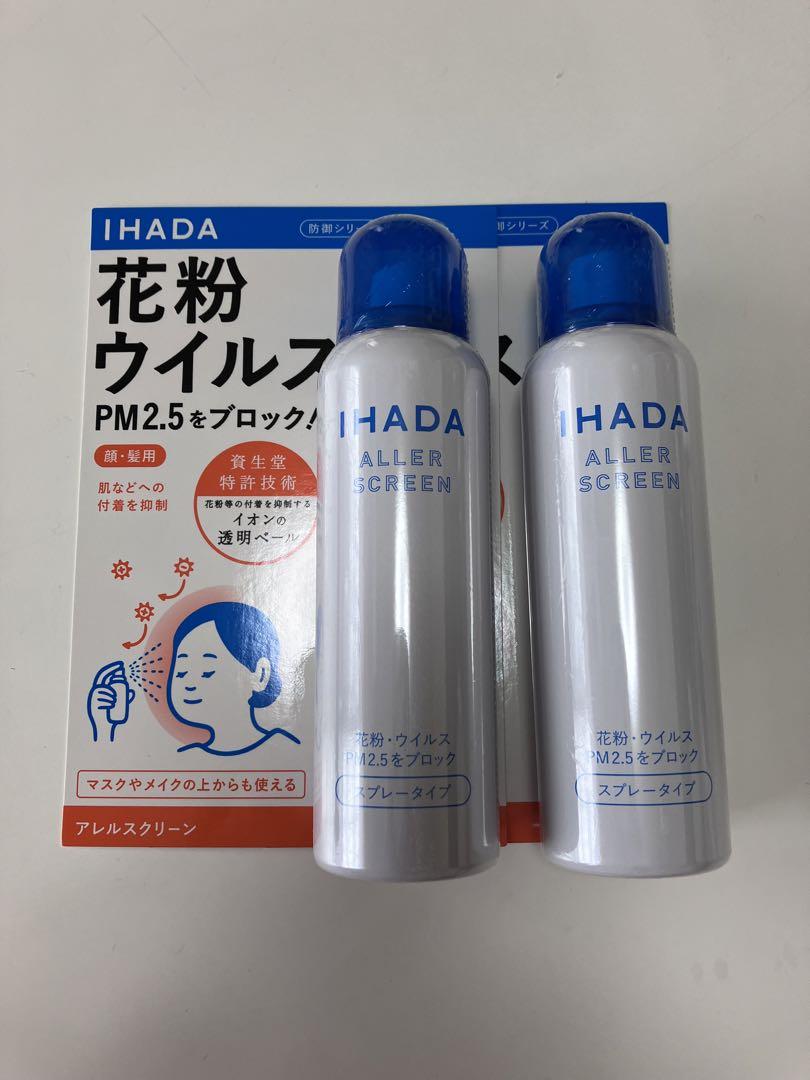 IHADA
防御シリーズ
花粉
ウイルス
PM2.5をブロック!
顔・髪用
肌などへの
付着を抑制
資生堂
特許技術
花粉等の付着を抑制する
イオンの
透明ベール
マスクやメイクの上からも使える
アレルスクリーン
御シリーズ
ス
IHADA
ALLER
SCREEN
花粉・ウイルス
PM2.5をブロック
スプレータイプ
IHADA
ALLER
SCREEN
花粉・ウイルス
PM2.5をブロック
スプレータイプ